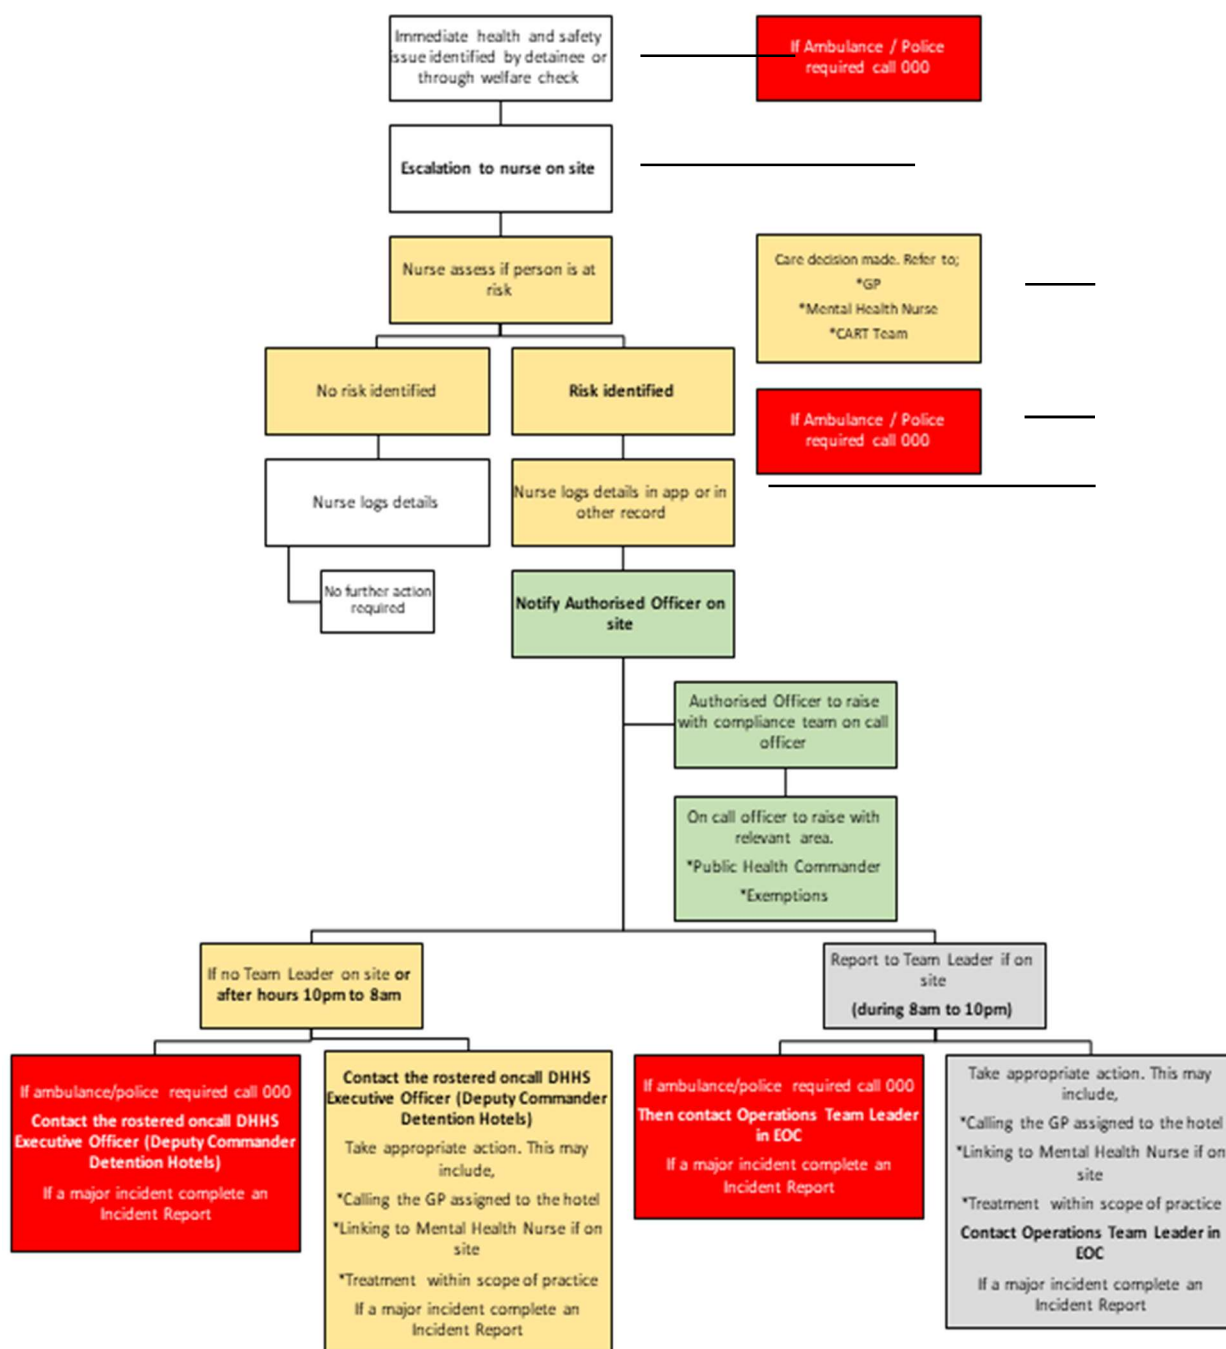 Immediate health and safety
issue identified by detainee or
through welfare check
If Ambulance / Police
required call 000
Escalation to nurse on site
Nurse assess if person is at
risk
Care decision made. Refer to;
*GP
*Mental Health Nurse
*CART Team
No risk identified
Risk identified
If Ambulance / Police
required call 000
Nurse logs details
Nurse logs details in app or in
other record
No further action
required
Notify Authorised Officer on
site
Authorised Officer to raise
with compliance team on call
officer
On call officer to raise with
relevant area.
*Public Health Commander
*Exemptions
If no Team Leader on site or
after hours 10pm to 8am
Report to Team Leader if on
site
(during 8am to 10pm)
If ambulance/police required call 000
Contact the rostered oncall DHHS
Executive Officer (Deputy Commander
Detention Hotels)
If a major incident complete an
Incident Report
Contact the rostered oncall DHHS
Executive Officer (Deputy Commander
Detention Hotels)
Take appropriate action. This may
include,
*Calling the GP assigned to the hotel
*Linking to Mental Health Nurse if on
site
*Treatment within scope of practice
If a major incident complete an
Incident Report
If ambulance/police required call 000
Then contact Operations Team Leader
in EOC
If a major incident complete an
Incident Report
Take appropriate action. This may
include,
*Calling the GP assigned to the hotel
*Linking to Mental Health Nurse if on
site
*Treatment within scope of practice
Contact Operations Team Leader in
EOC
If a major incident complete an
Incident Report